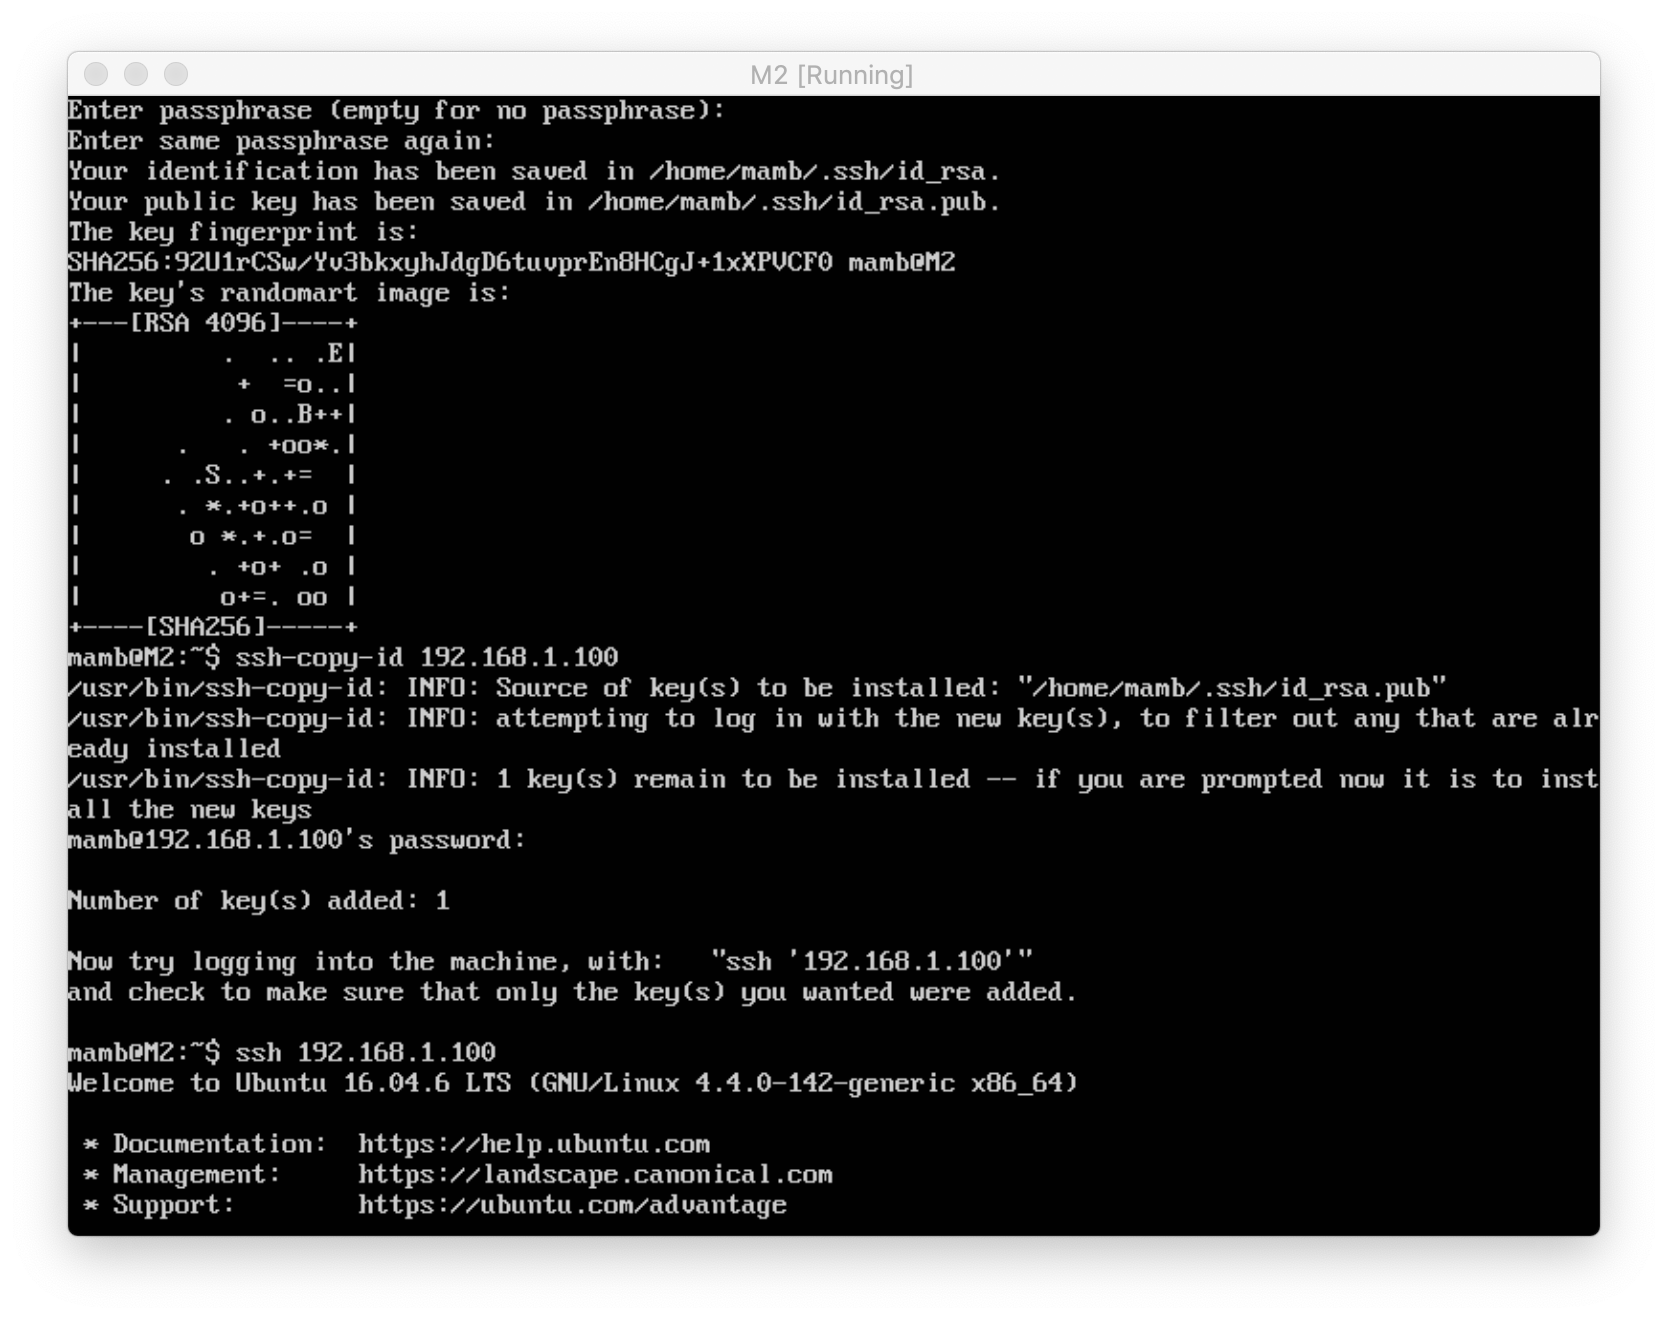 M2 [Running]
Enter passphrase (empty for no passphrase):
Enter same passphrase again:
Your identification has been saved in /home/mamb/.ssh/id_rsa.
Your public key has been saved in /home/mamb/.ssh/id_rsa.pub.
The key fingerprint is:
SHA256:92U1rCSw/Yv3bkxyhJdgD6tuvprEn8HCgJ+1xXPVCF0 mamb@M2
The key's randomart image is:
+---[RSA 4096]----+
|         .  .. .E|
|          +  =o..|
|         . o..B++|
|      .   . +oo*.|
|     . .S..+.+=  |
|      . *.+o++.o |
|       o *.+.o=  |
|        . +o+ .o |
|         o+=. oo |
+----[SHA256]-----+
mamb@M2:~$ ssh-copy-id 192.168.1.100
/usr/bin/ssh-copy-id: INFO: Source of key(s) to be installed: "/home/mamb/.ssh/id_rsa.pub"
/usr/bin/ssh-copy-id: INFO: attempting to log in with the new key(s), to filter out any that are alr
eady installed
/usr/bin/ssh-copy-id: INFO: 1 key(s) remain to be installed -- if you are prompted now it is to inst
all the new keys
mamb@192.168.1.100's password:
Number of key(s) added: 1
Now try logging into the machine, with:   "ssh '192.168.1.100'"
and check to make sure that only the key(s) you wanted were added.
mamb@M2:~$ ssh 192.168.1.100
Welcome to Ubuntu 16.04.6 LTS (GNU/Linux 4.4.0-142-generic x86_64)
 * Documentation:  https://help.ubuntu.com
 * Management:     https://landscape.canonical.com
 * Support:        https://ubuntu.com/advantage